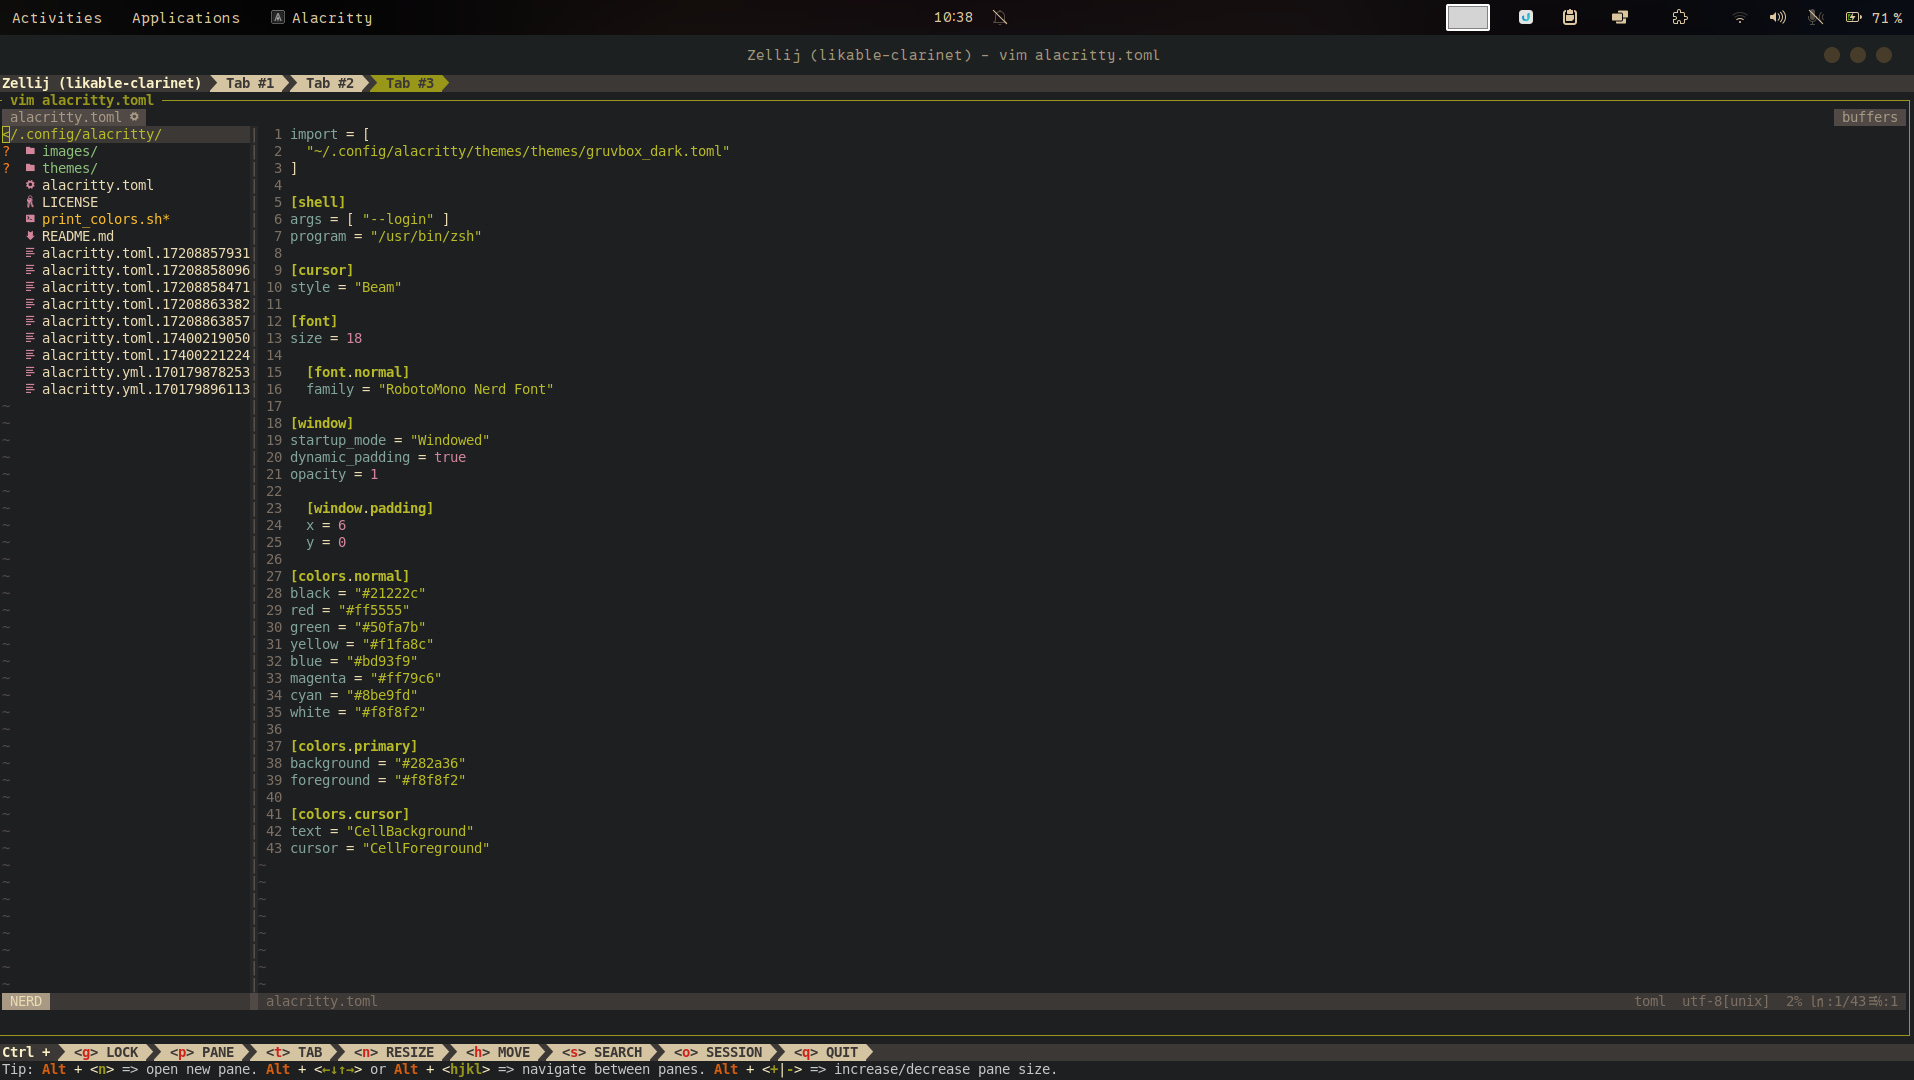 Activities Applications Alacritty 10:38 71 %
Zellij (likable-clarinet) - vim alacritty.toml
Zellij (likable-clarinet) Tab #1 Tab #2 Tab #3
vim alacritty.toml
alacritty.toml buffers
</.config/alacritty/
? images/
? themes/
alacritty.toml
LICENSE
print_colors.sh*
README.md
alacritty.toml.17208857931
alacritty.toml.17208858096
alacritty.toml.17208858471
alacritty.toml.17208863382
alacritty.toml.17208863857
alacritty.toml.17400219050
alacritty.toml.17400221224
alacritty.yml.170179878253
alacritty.yml.170179896113
1 import = [
2 "~/.config/alacritty/themes/themes/gruvbox_dark.toml"
3 ]
4
5 [shell]
6 args = [ "--login" ]
7 program = "/usr/bin/zsh"
8
9 [cursor]
10 style = "Beam"
11
12 [font]
13 size = 18
14
15 [font.normal]
16 family = "RobotoMono Nerd Font"
17
18 [window]
19 startup_mode = "Windowed"
20 dynamic_padding = true
21 opacity = 1
22
23 [window.padding]
24 x = 6
25 y = 0
26
27 [colors.normal]
28 black = "#21222c"
29 red = "#ff5555"
30 green = "#50fa7b"
31 yellow = "#f1fa8c"
32 blue = "#bd93f9"
33 magenta = "#ff79c6"
34 cyan = "#8be9fd"
35 white = "#f8f8f2"
36
37 [colors.primary]
38 background = "#282a36"
39 foreground = "#f8f8f2"
40
41 [colors.cursor]
42 text = "CellBackground"
43 cursor = "CellForeground"
NERD alacritty.toml toml utf-8[unix] 2% :1/43 :1
Ctrl + <g> LOCK <p> PANE <t> TAB <n> RESIZE <h> MOVE <s> SEARCH <o> SESSION <q> QUIT
Tip: Alt + <n> => open new pane. Alt + <←↓↑→> or Alt + <hjkl> => navigate between panes. Alt + <+|-> => increase/decrease pane size.